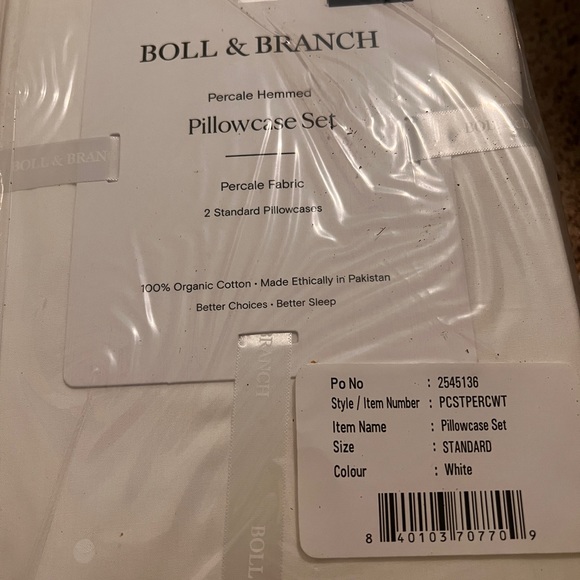 BOLL & BRANCH
Percale Hemmed
Pillowcase Set
BOLL & BRAN
BOL
Percale Fabric
2 Standard Pillowcases
100% Organic Cotton • Made Ethically in Pakistan
Better Choices • Better Sleep
RANCH
BOLL
Po No : 2545136
Style / Item Number : PCSTPERCWT
Item Name : Pillowcase Set
Size : STANDARD
Colour : White
8 40103 70770 9